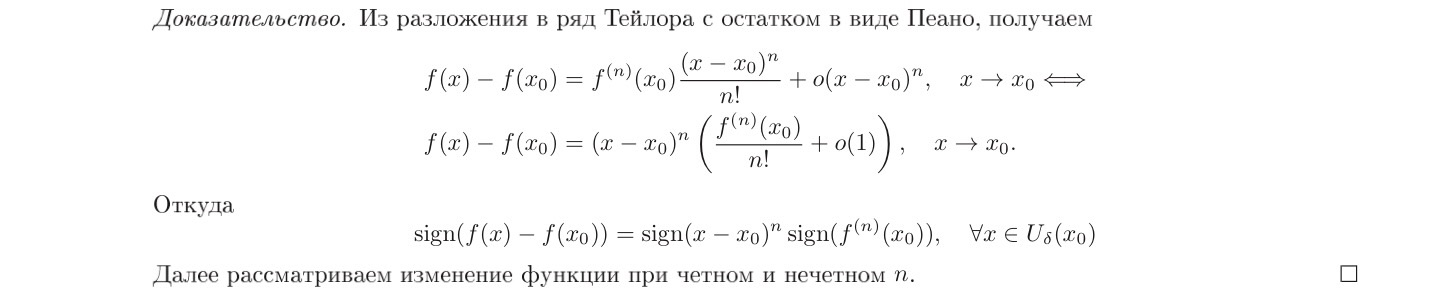 Доказательство. Из разложения в ряд Тейлора с остатком в виде Пеано, получаем
f(x) − f(x₀) = f⁽ⁿ⁾(x₀) (x − x₀)ⁿ / n! + o(x − x₀)ⁿ, x → x₀ ⟺
f(x) − f(x₀) = (x − x₀)ⁿ ( f⁽ⁿ⁾(x₀) / n! + o(1) ), x → x₀.
Откуда
sign(f(x) − f(x₀)) = sign(x − x₀)ⁿ sign(f⁽ⁿ⁾(x₀)), ∀x ∈ U_δ(x₀)
Далее рассматриваем изменение функции при четном и нечетном n. □